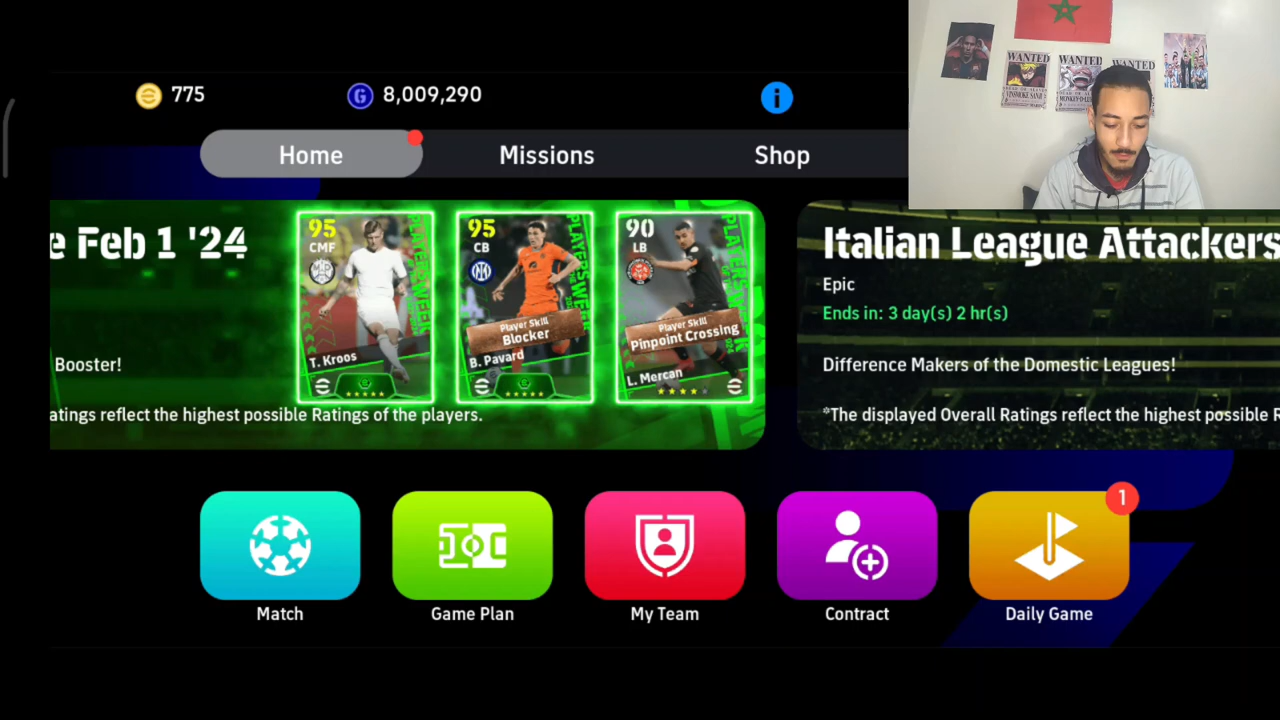 775
8,009,290
Home
Missions
Shop
e Feb 1 '24
Booster!
atings reflect the highest possible Ratings of the players.
95
CMF
T. Kroos
95
CB
Player Skill
Blocker
B. Pavard
90
LB
Player Skill
Pinpoint Crossing
L. Mercan
Italian League Attackers
Epic
Ends in: 3 day(s) 2 hr(s)
Difference Makers of the Domestic Leagues!
*The displayed Overall Ratings reflect the highest possible R
WANTED
WANTED
WANTED
Match
Game Plan
My Team
Contract
1
Daily Game